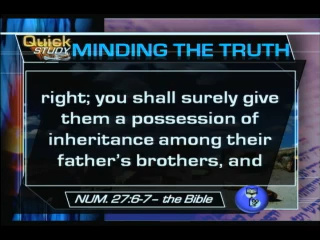 Quick
STUDY
MINDING THE TRUTH
right; you shall surely give
them a possession of
inheritance among their
father's brothers, and
NUM. 27:6-7 – the Bible